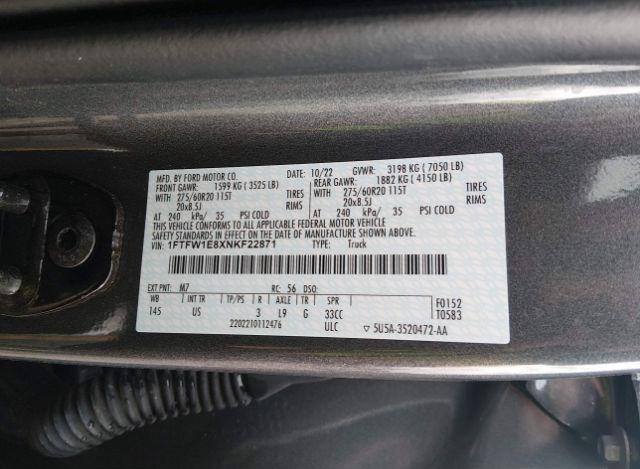 MFD. BY FORD MOTOR CO.
DATE: 10/22 GVWR: 3198 KG ( 7050 LB)
FRONT GAWR: 1599 KG ( 3525 LB)
REAR GAWR: 1882 KG ( 4150 LB)
WITH 275/60R20 115T TIRES
20x8.5J RIMS
WITH 275/60R20 115T TIRES
20x8.5J RIMS
AT 240 kPa/ 35 PSI COLD
AT 240 kPa/ 35 PSI COLD
THIS VEHICLE CONFORMS TO ALL APPLICABLE FEDERAL MOTOR VEHICLE
SAFETY STANDARDS IN EFFECT ON THE DATE OF MANUFACTURE SHOWN ABOVE.
VIN: 1FTFW1E8XNKF22871 TYPE: Truck
EXT PNT: M7 RC: 56 DSO:
WB INT TR TP/PS R AXLE TR SPR F0152
145 US 3 L9 G 33CC T0583
2202210112476 ULC ▽ 5U5A-3520472-AA